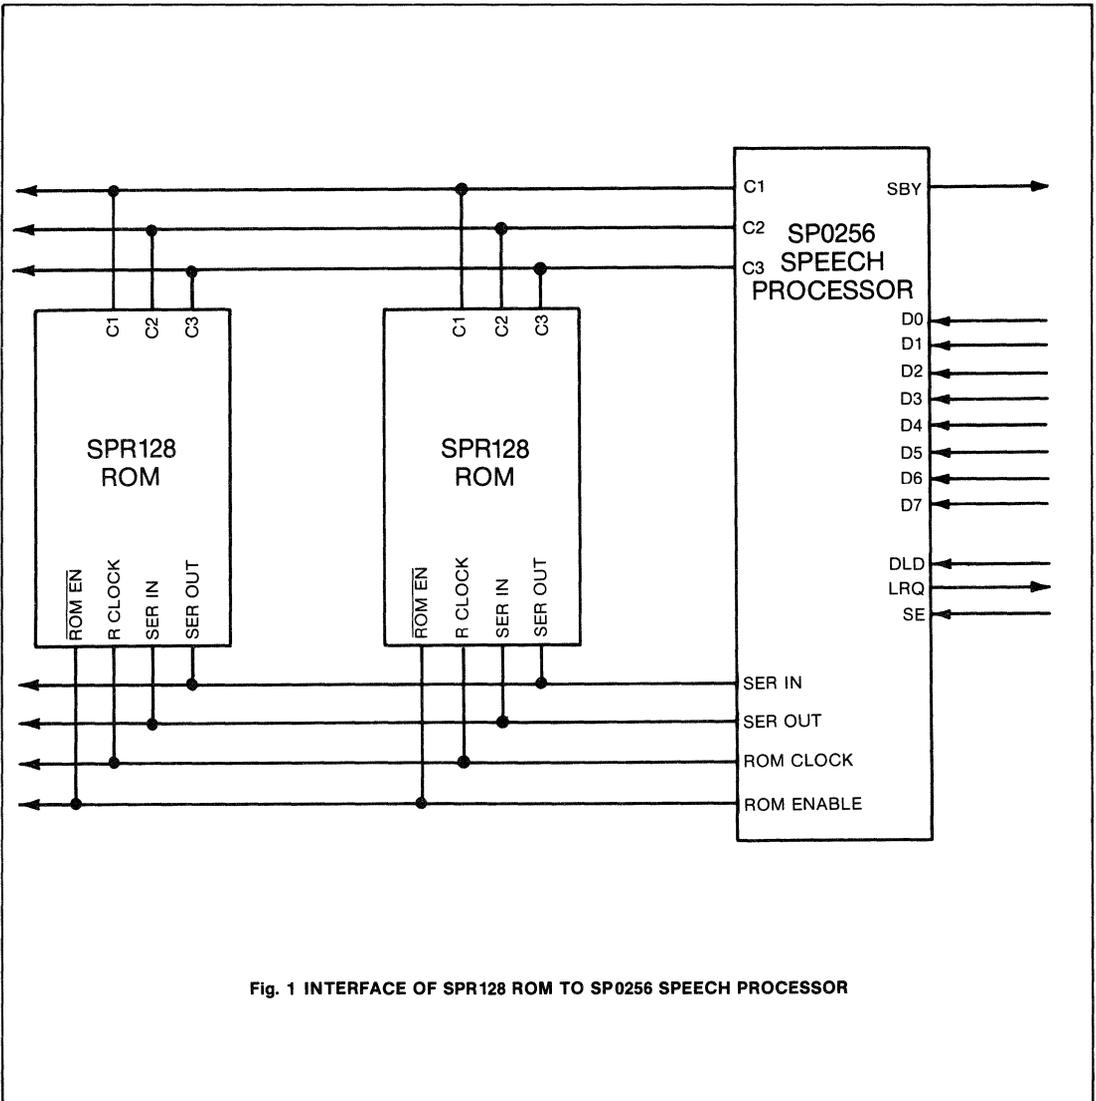 C1
C2
C3
SP0256
SPEECH
PROCESSOR
SBY
D0
D1
D2
D3
D4
D5
D6
D7
DLD
LRQ
SE
SER IN
SER OUT
ROM CLOCK
ROM ENABLE
C1
C2
C3
SPR128
ROM
ROM EN
R CLOCK
SER IN
SER OUT
C1
C2
C3
SPR128
ROM
ROM EN
R CLOCK
SER IN
SER OUT
Fig. 1 INTERFACE OF SPR128 ROM TO SP0256 SPEECH PROCESSOR